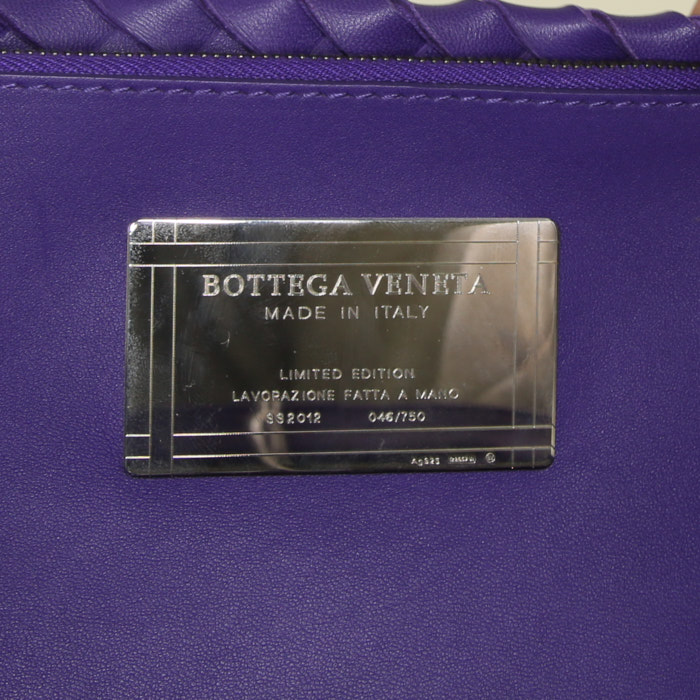 BOTTEGA VENETA
MADE IN ITALY
LIMITED EDITION
LAVORAZIONE FATTA A MANO
SS2012 046/750
Ag925